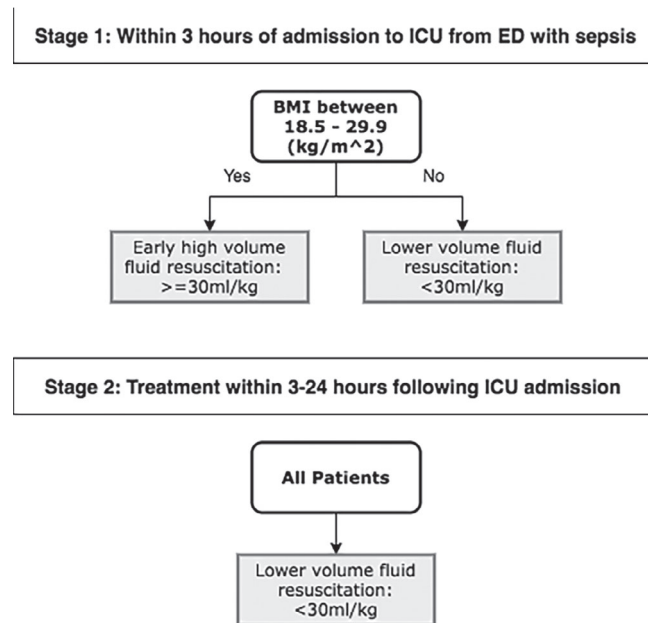 Stage 1: Within 3 hours of admission to ICU from ED with sepsis
BMI between
18.5 - 29.9
(kg/m^2)
Yes
No
Early high volume
fluid resuscitation:
>=30ml/kg
Lower volume fluid
resuscitation:
<30ml/kg
Stage 2: Treatment within 3-24 hours following ICU admission
All Patients
Lower volume fluid
resuscitation:
<30ml/kg